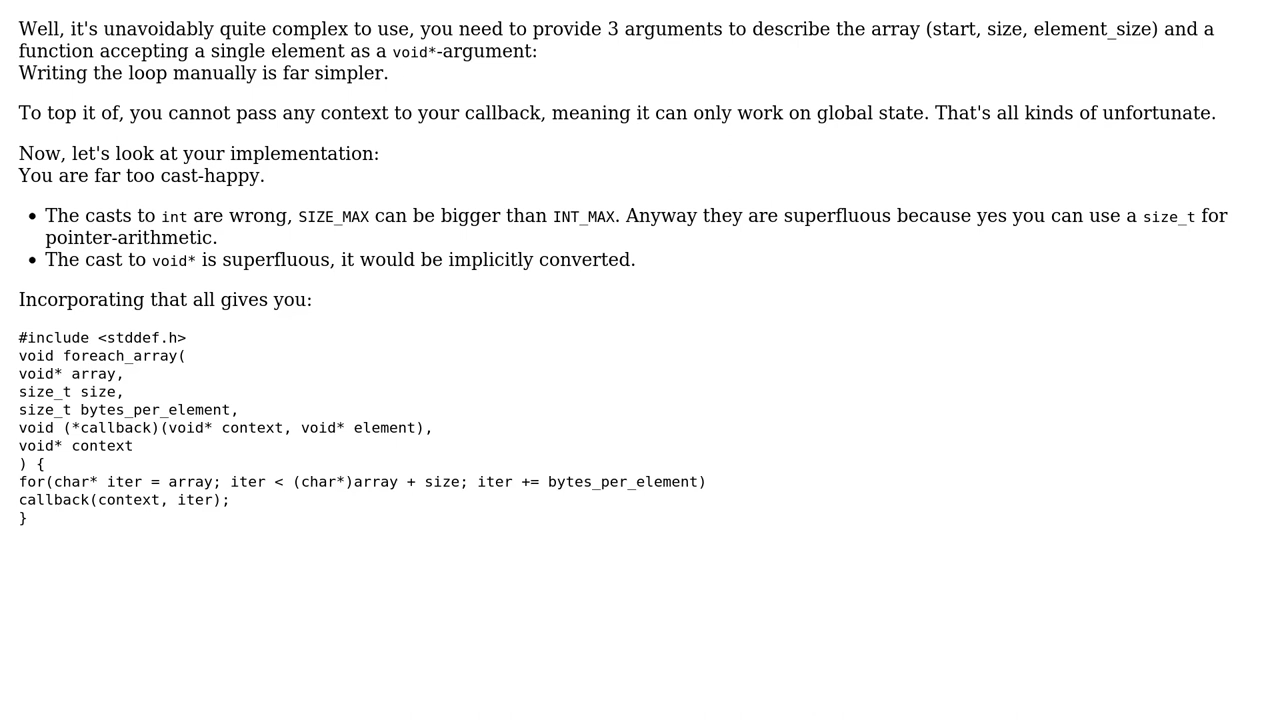 Well, it's unavoidably quite complex to use, you need to provide 3 arguments to describe the array (start, size, element_size) and a
function accepting a single element as a void*-argument:
Writing the loop manually is far simpler.
To top it of, you cannot pass any context to your callback, meaning it can only work on global state. That's all kinds of unfortunate.
Now, let's look at your implementation:
You are far too cast-happy.
• The casts to int are wrong, SIZE_MAX can be bigger than INT_MAX. Anyway they are superfluous because yes you can use a size_t for
pointer-arithmetic.
• The cast to void* is superfluous, it would be implicitly converted.
Incorporating that all gives you:
#include <stddef.h>
void foreach_array(
void* array,
size_t size,
size_t bytes_per_element,
void (*callback)(void* context, void* element),
void* context
) {
for(char* iter = array; iter < (char*)array + size; iter += bytes_per_element)
callback(context, iter);
}